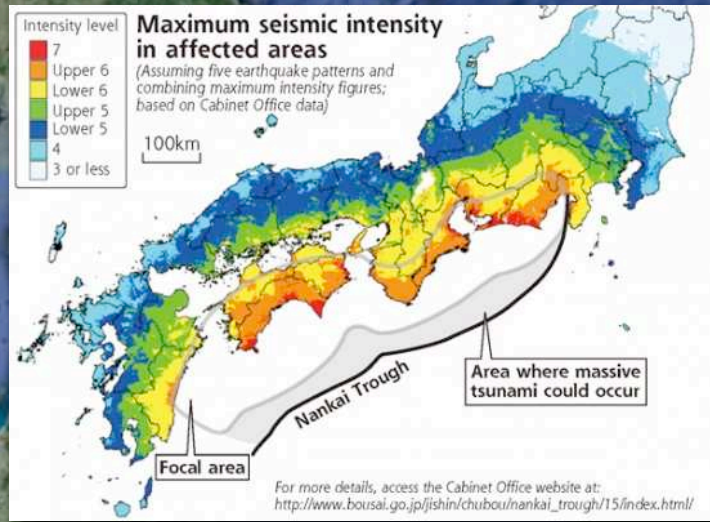 Intensity level
7
Upper 6
Lower 6
Upper 5
Lower 5
4
3 or less
Maximum seismic intensity
in affected areas
(Assuming five earthquake patterns and
combining maximum intensity figures;
based on Cabinet Office data)
100km
Nankai Trough
Area where massive
tsunami could occur
Focal area
For more details, access the Cabinet Office website at:
http://www.bousai.go.jp/jishin/chubou/nankai_trough/15/index.html/